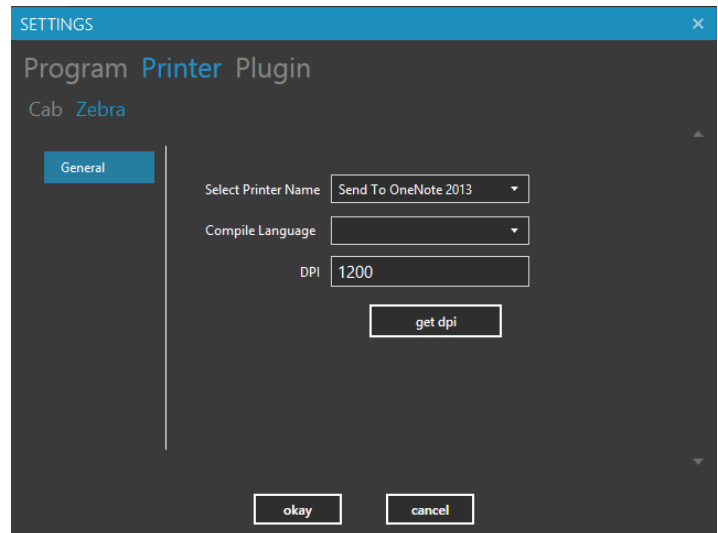 SETTINGS
Program Printer Plugin
Cab Zebra
General
Select Printer Name Send To OneNote 2013
Compile Language
DPI 1200
get dpi
okay cancel